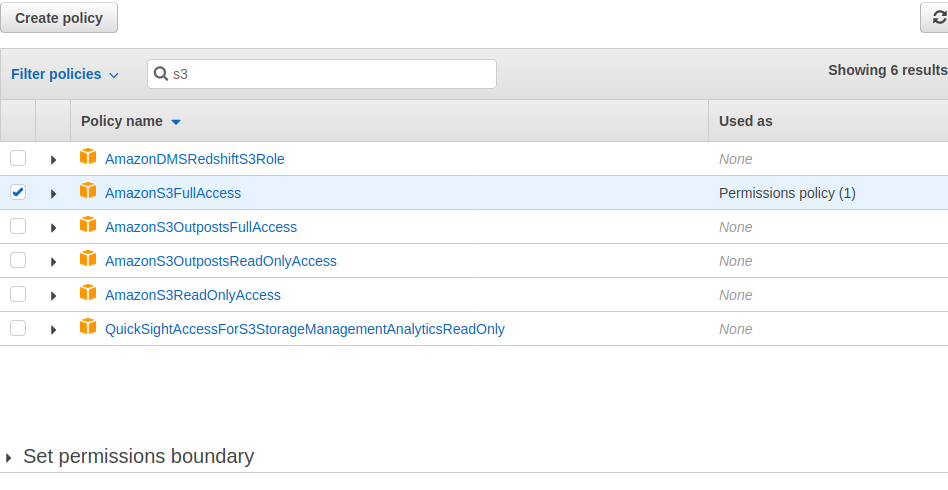 Create policy
Filter policies
s3
Showing 6 results
Policy name
Used as
AmazonDMSRedshiftS3Role
None
AmazonS3FullAccess
Permissions policy (1)
AmazonS3OutpostsFullAccess
None
AmazonS3OutpostsReadOnlyAccess
None
AmazonS3ReadOnlyAccess
None
QuickSightAccessForS3StorageManagementAnalyticsReadOnly
None
Set permissions boundary